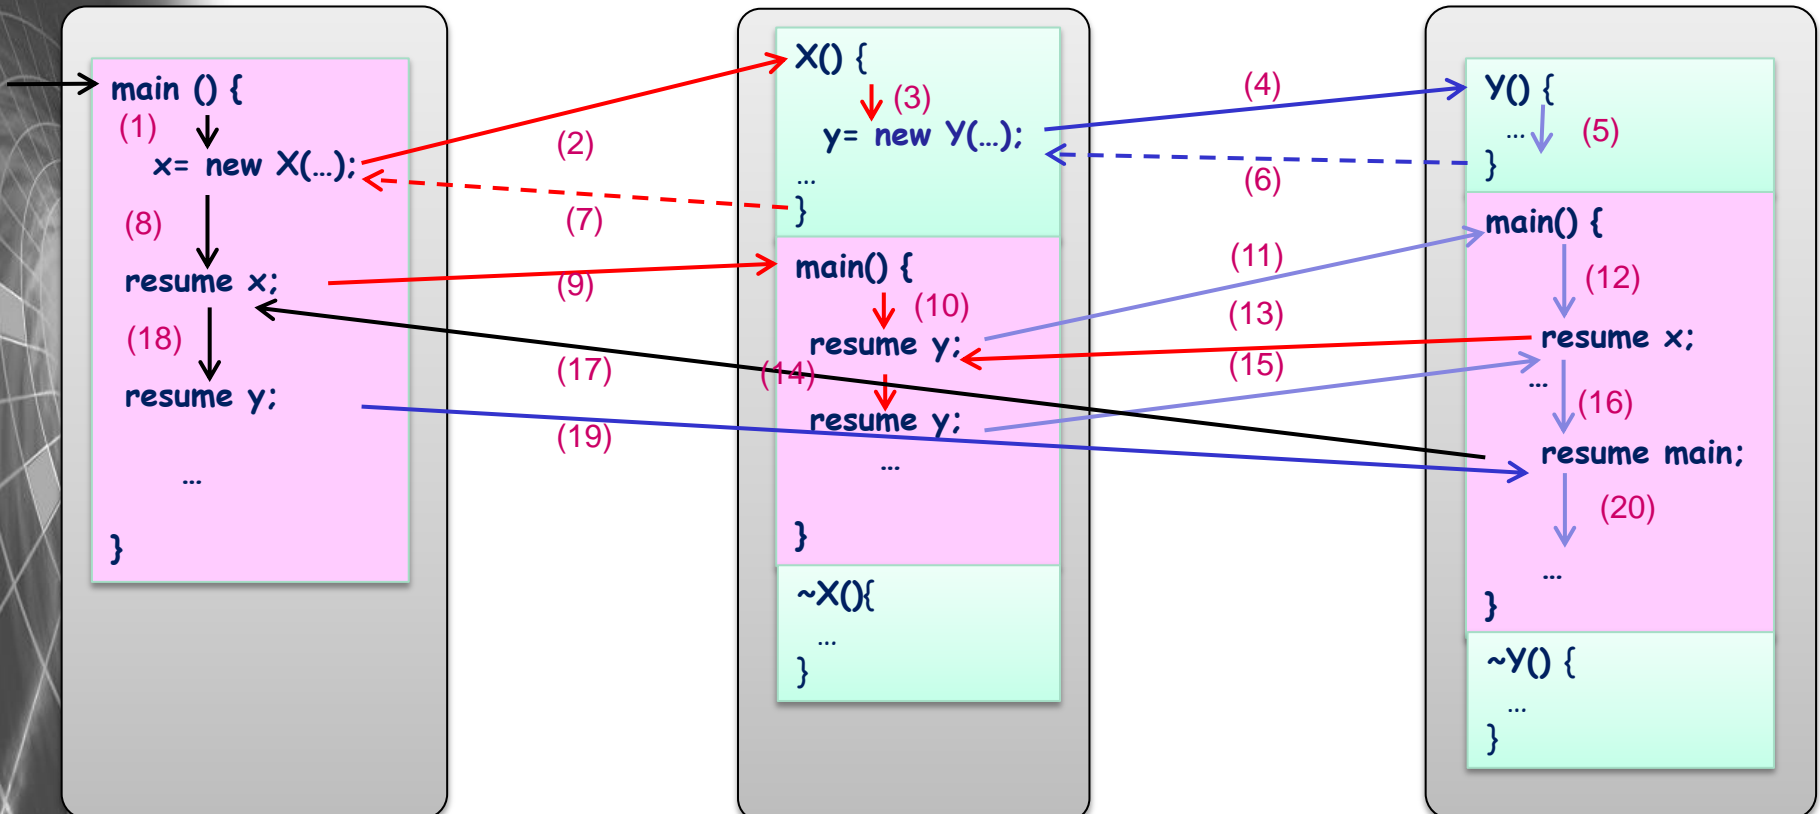 main () {
(1)
x= new X(…);
(8)
resume x;
(18)
resume y;
…
}
(2)
(7)
(9)
(17)
(19)
X() {
(3)
y= new Y(…);
…
}
main() {
(10)
resume y;
(14)
resume y;
…
}
~X(){
…
}
(4)
(6)
(11)
(13)
(15)
Y() {
… (5)
}
main() {
(12)
resume x;
…
(16)
resume main;
(20)
…
}
~Y() {
…
}